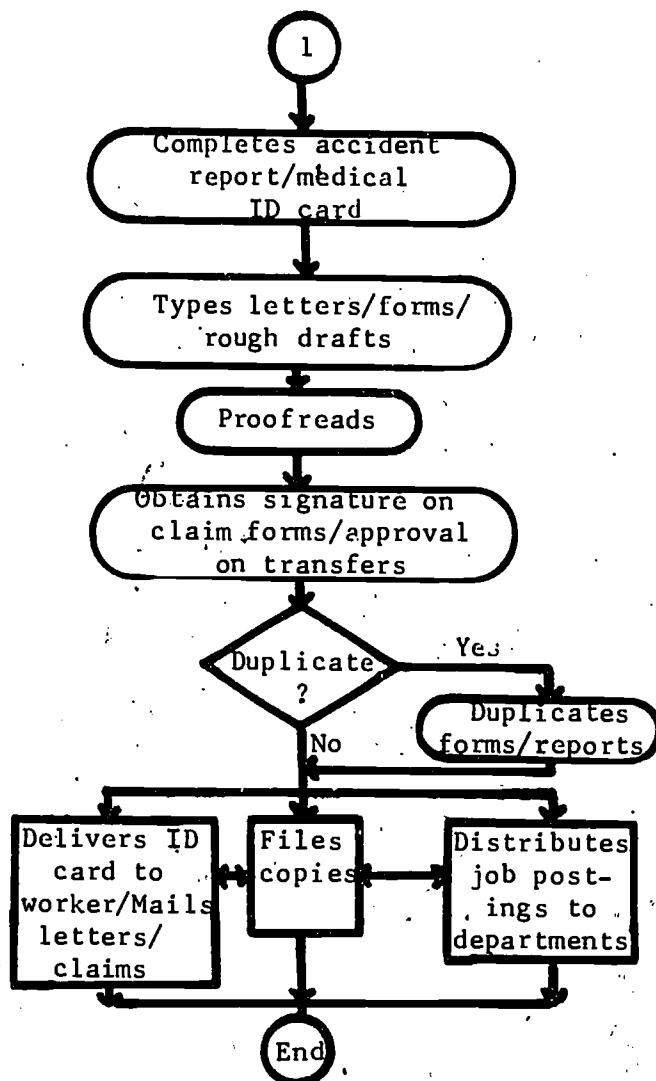 1
Completes accident
report/medical
ID card
Types letters/forms/
rough drafts
Proofreads
Obtains signature on
claim forms/approval
on transfers
Duplicate
?
Yes
No
Duplicates
forms/reports
Delivers ID
card to
worker/Mails
letters/
claims
Files
copies
Distributes
job post-
ings to
departments
End